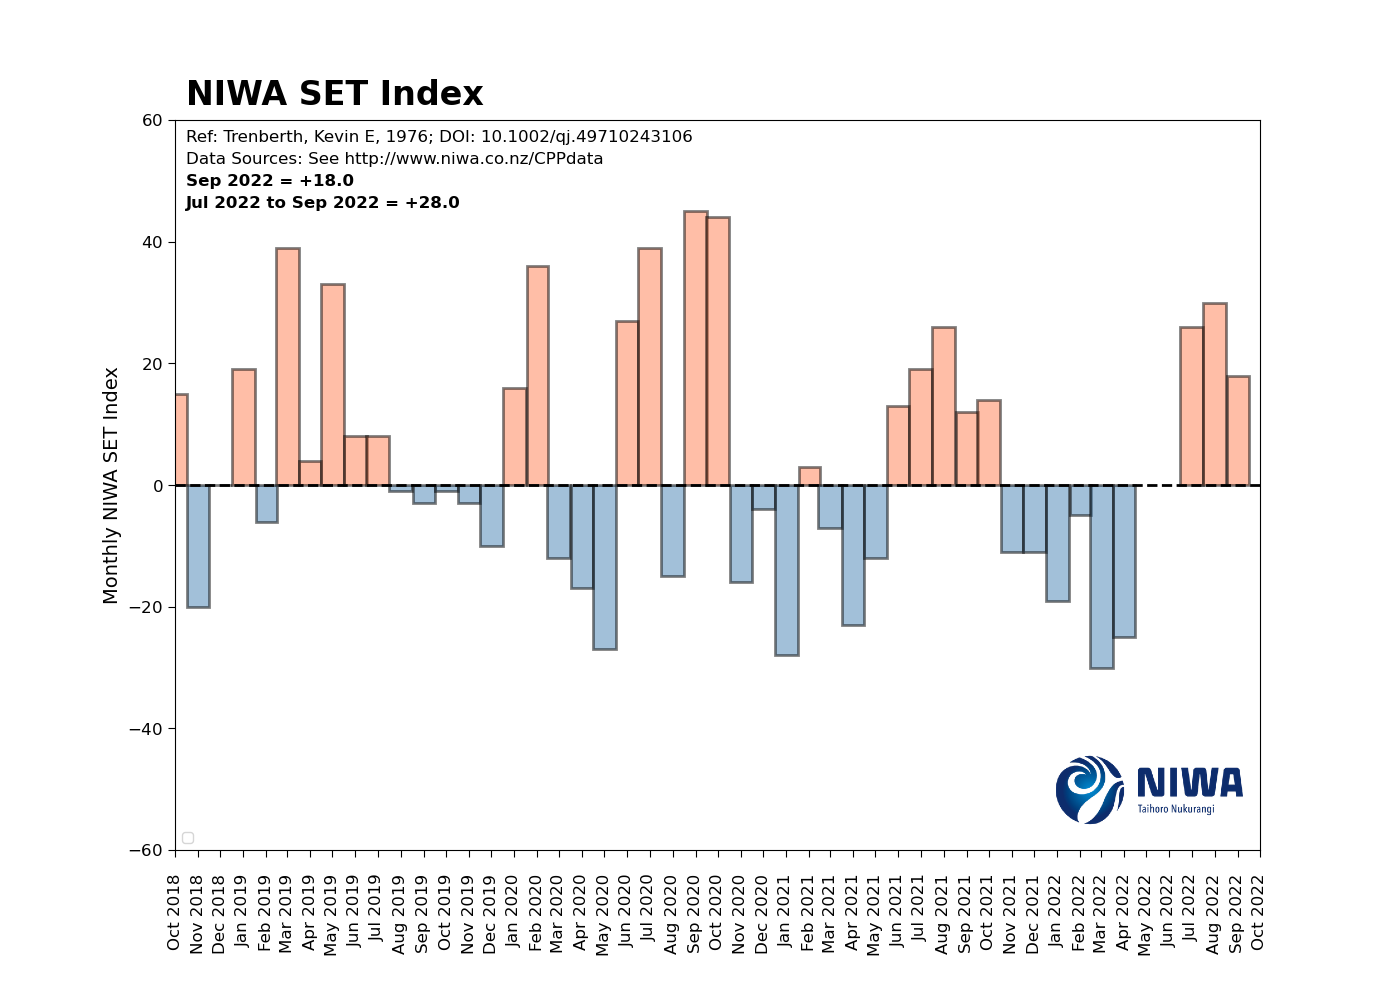 NIWA SET Index
Ref: Trenberth, Kevin E, 1976; DOI: 10.1002/qj.49710243106
Data Sources: See http://www.niwa.co.nz/CPPdata
Sep 2022 = +18.0
Jul 2022 to Sep 2022 = +28.0
Monthly NIWA SET Index
60
40
20
0
−20
−40
−60
NIWA
Taihoro Nukurangi
Oct 2018
Nov 2018
Dec 2018
Jan 2019
Feb 2019
Mar 2019
Apr 2019
May 2019
Jun 2019
Jul 2019
Aug 2019
Sep 2019
Oct 2019
Nov 2019
Dec 2019
Jan 2020
Feb 2020
Mar 2020
Apr 2020
May 2020
Jun 2020
Jul 2020
Aug 2020
Sep 2020
Oct 2020
Nov 2020
Dec 2020
Jan 2021
Feb 2021
Mar 2021
Apr 2021
May 2021
Jun 2021
Jul 2021
Aug 2021
Sep 2021
Oct 2021
Nov 2021
Dec 2021
Jan 2022
Feb 2022
Mar 2022
Apr 2022
May 2022
Jun 2022
Jul 2022
Aug 2022
Sep 2022
Oct 2022